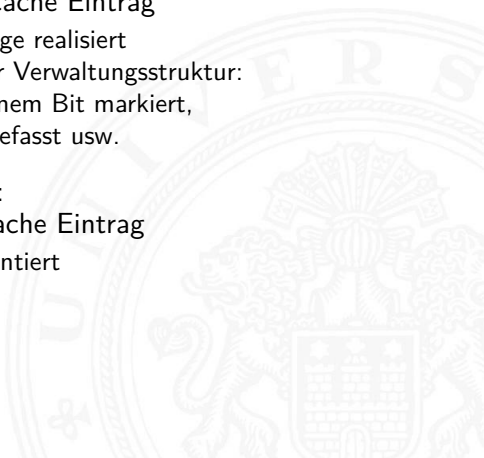 ache Eintrag
ge realisiert
r Verwaltungsstruktur:
nem Bit markiert,
efasst usw.
:
ache Eintrag
ntiert
U N I V E R S